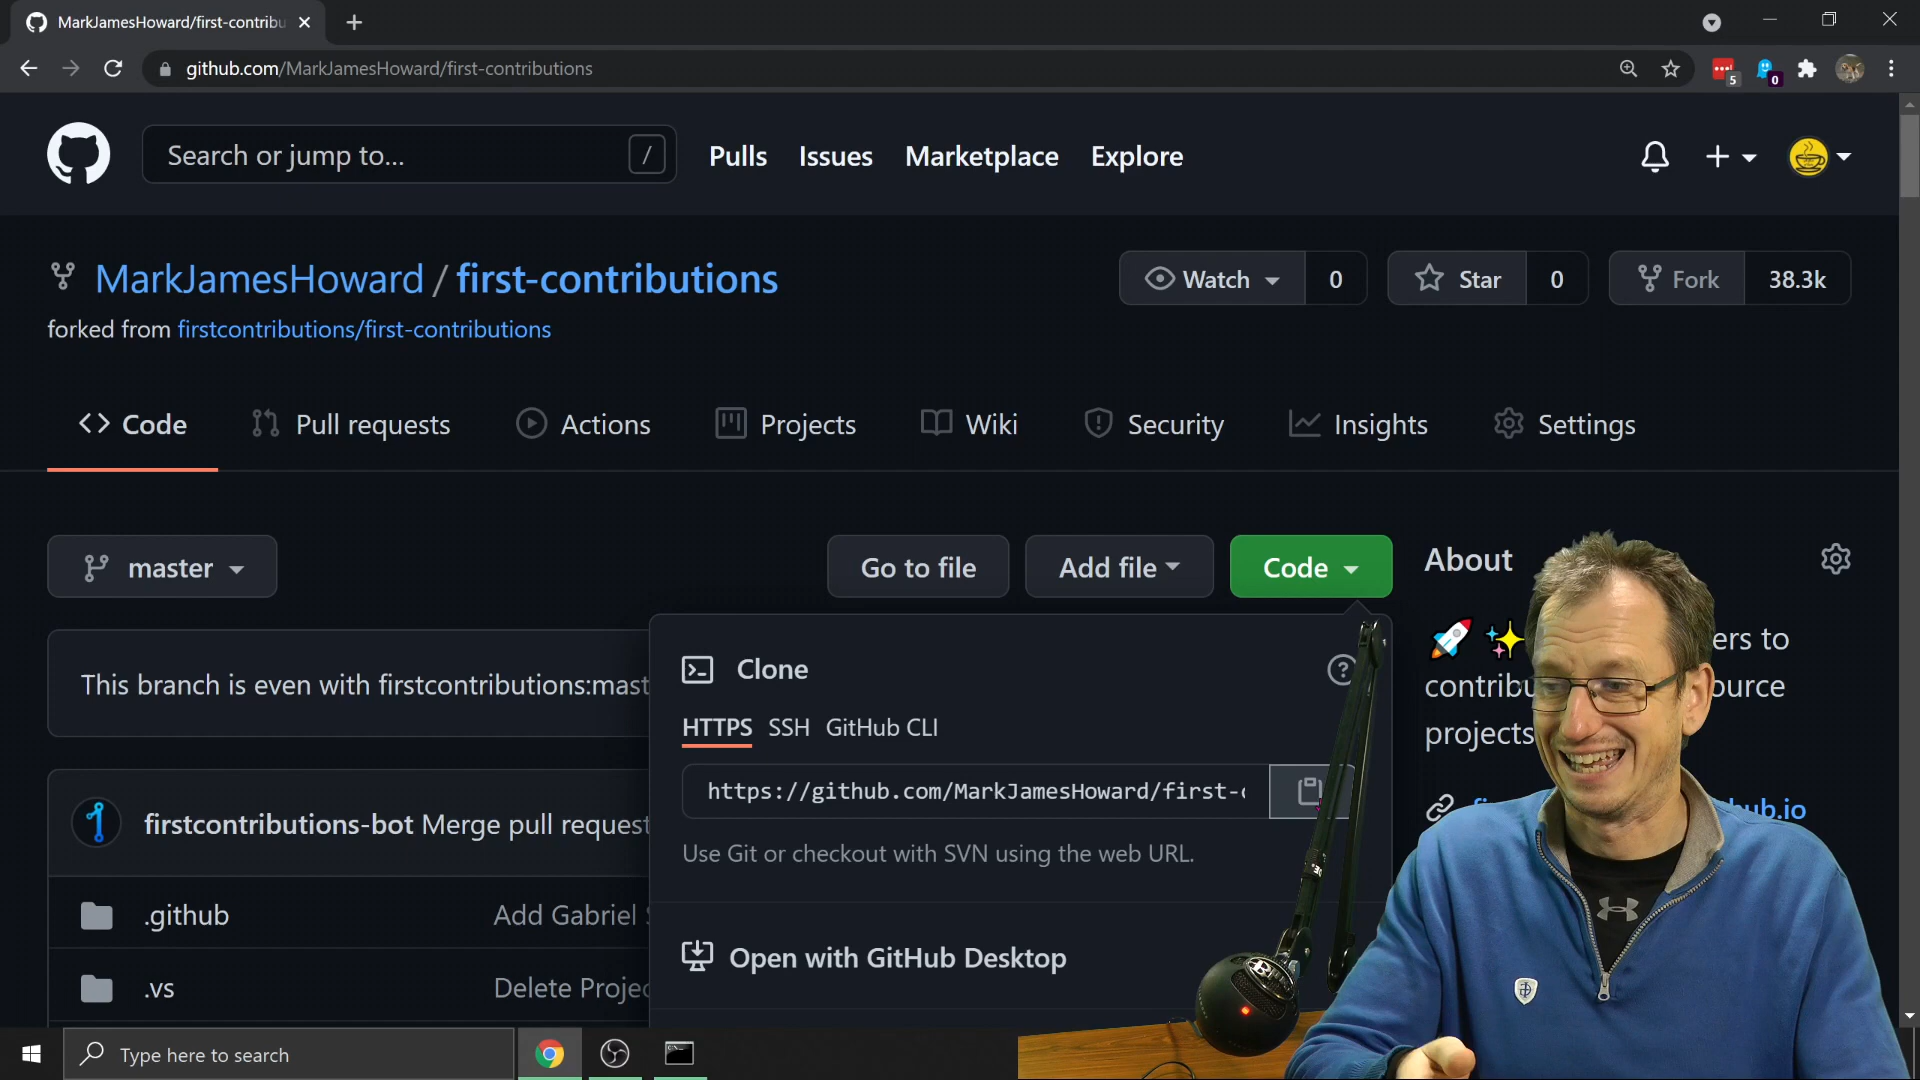 MarkJamesHoward/first-contribu
github.com/MarkJamesHoward/first-contributions
5
0
Search or jump to...
/
Pulls
Issues
Marketplace
Explore
MarkJamesHoward / first-contributions
Watch
0
Star
0
Fork
38.3k
forked from firstcontributions/first-contributions
Code
Pull requests
Actions
Projects
Wiki
Security
Insights
Settings
master
Go to file
Add file
Code
About
This branch is even with firstcontributions:mast
Clone
ers to
ource
projects
HTTPS
SSH
GitHub CLI
https://github.com/MarkJamesHoward/first-c
firstcontributions-bot Merge pull request
Use Git or checkout with SVN using the web URL.
.github
Add Gabriel
Open with GitHub Desktop
.vs
Delete Projec
Type here to search